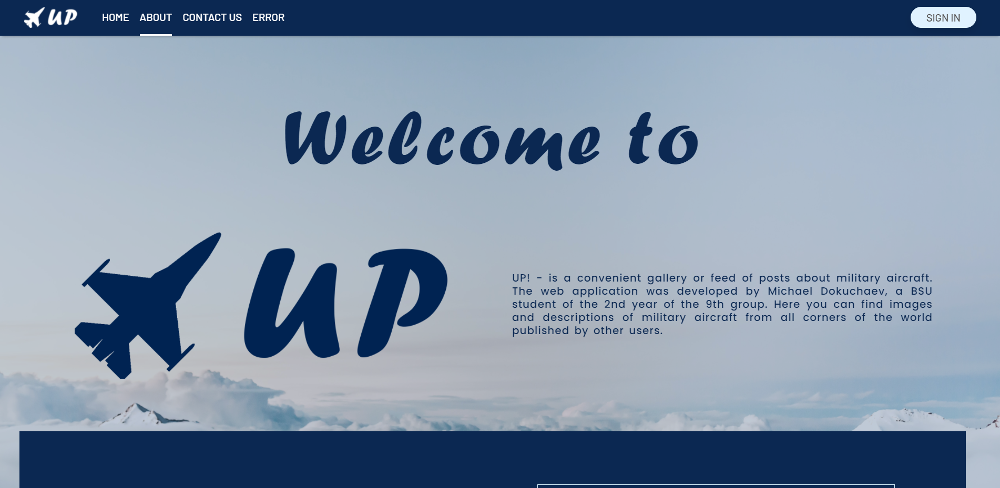 UP
HOME ABOUT CONTACT US ERROR
SIGN IN
Welcome to
UP
UP! - is a convenient gallery or feed of posts about military aircraft.
The web application was developed by Michael Dokuchaev, a BSU
student of the 2nd year of the 9th group. Here you can find images
and descriptions of military aircraft from all corners of the world
published by other users.